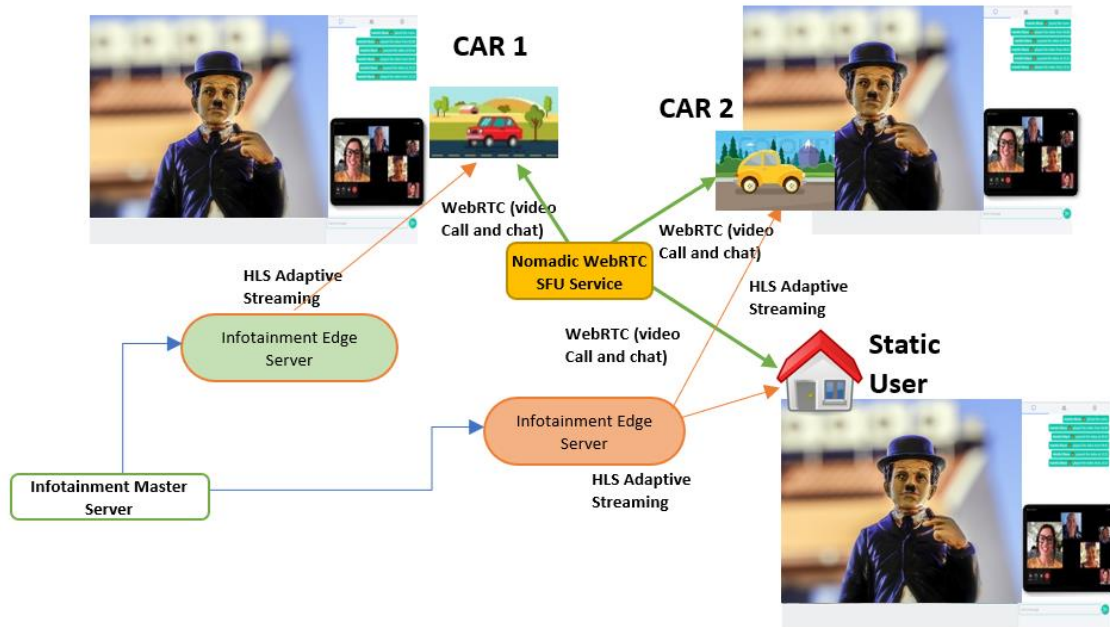 CAR 1
CAR 2
WebRTC (video
Call and chat)
WebRTC (video
Call and chat)
Nomadic WebRTC
SFU Service
HLS Adaptive
Streaming
HLS Adaptive
Streaming
Infotainment Edge
Server
WebRTC (video
Call and chat)
Static
User
Infotainment Edge
Server
HLS Adaptive
Streaming
Infotainment Master
Server